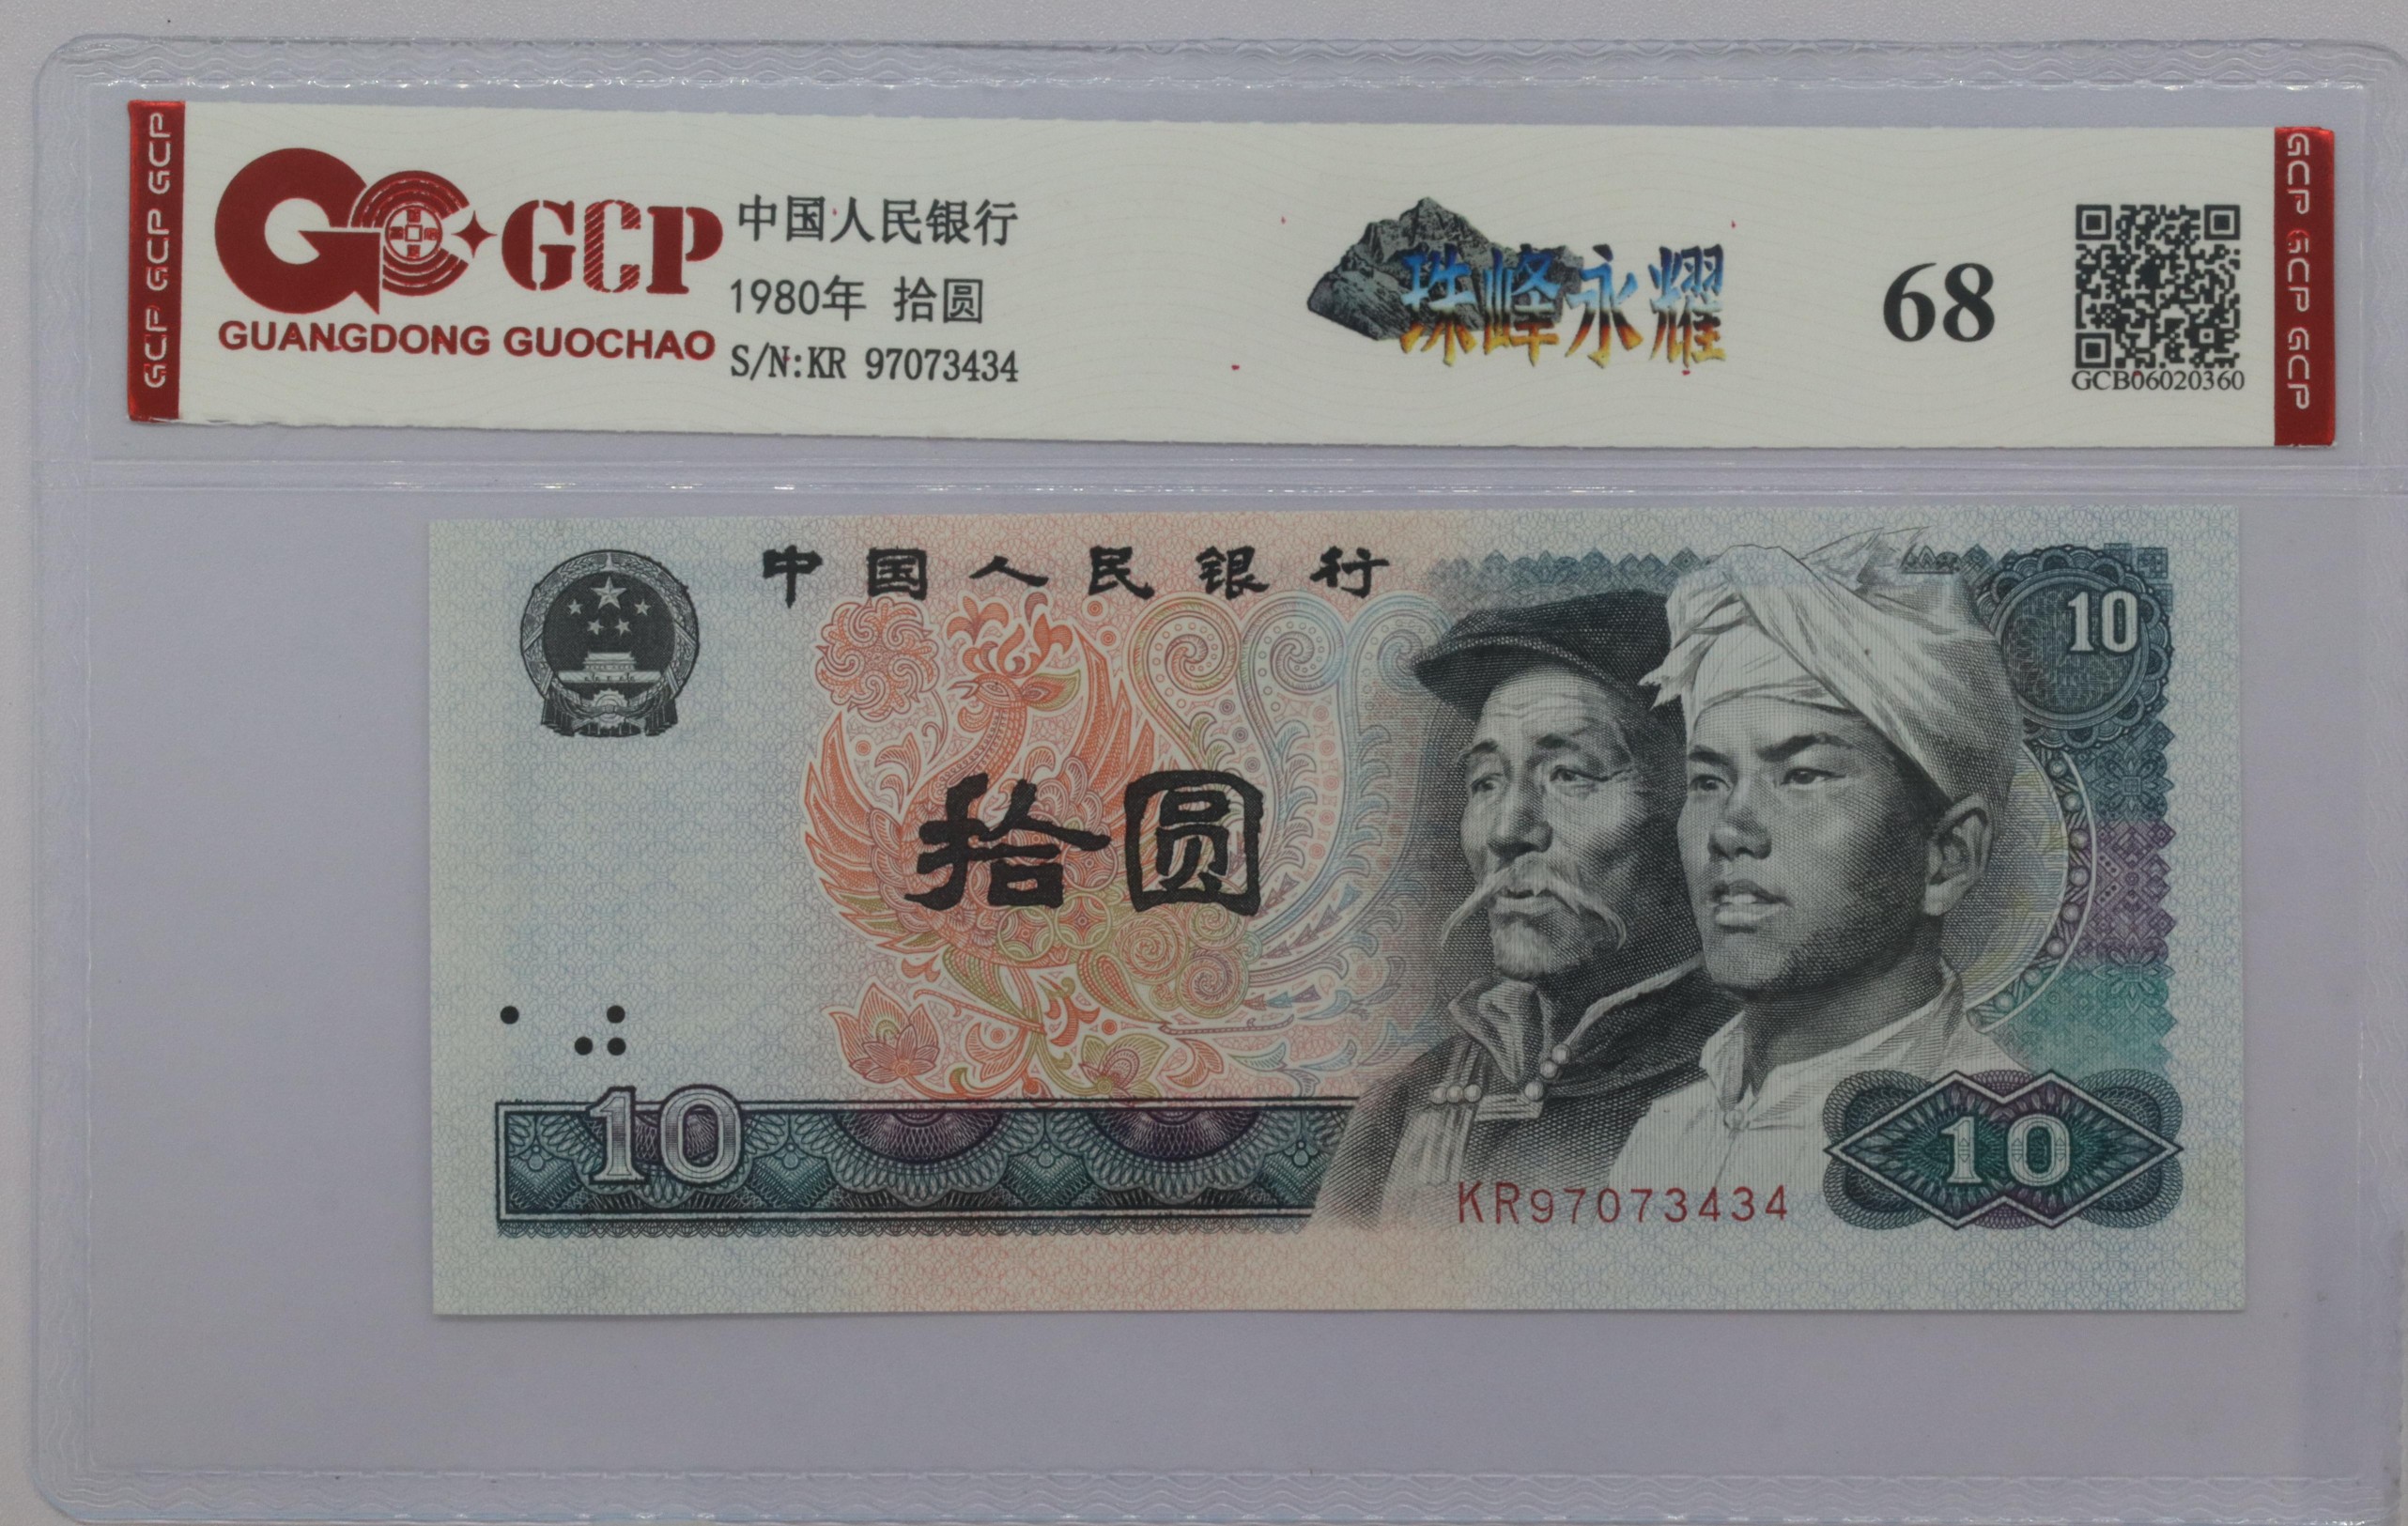 GCP GCP GCP
GCP
GUANGDONG GUOCHAO
中国人民银行
1980年 拾圆
S/N:KR 97073434
珠峰永耀
68
GCB06020360
GCP GCP GCP
中国人民银行
10
拾圆
10
KR97073434
10